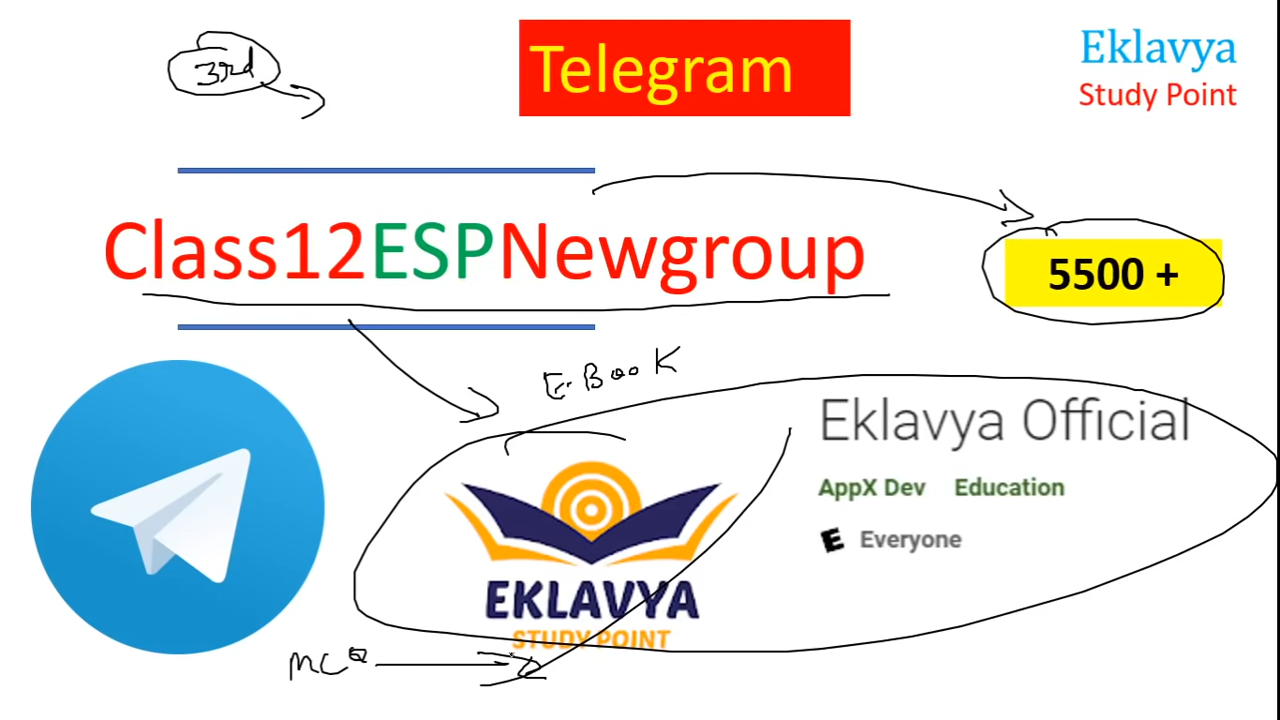 3rd
Telegram
Eklavya
Study Point
Class12ESPNewgroup
5500 +
E-Book
Eklavya Official
AppX Dev Education
E Everyone
EKLAVYA
STUDY POINT
MCQ